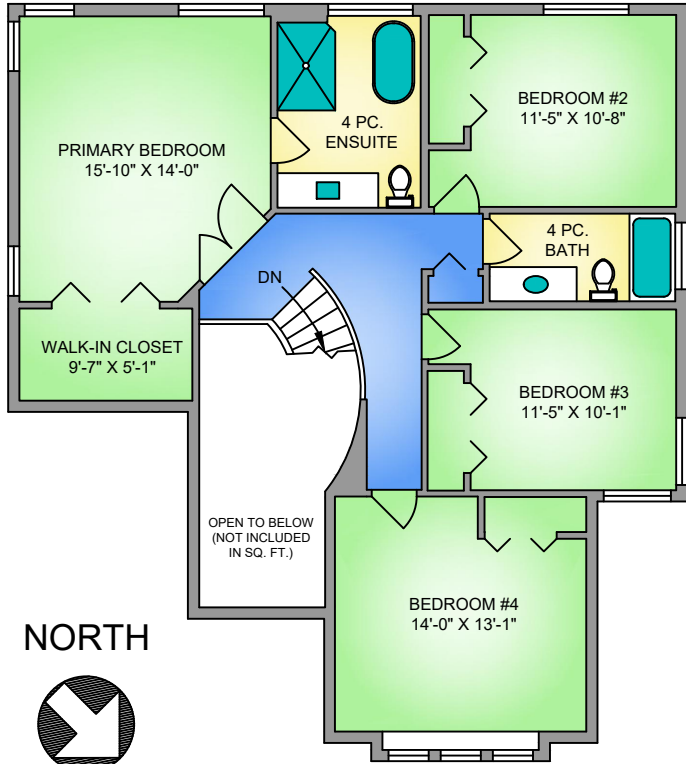 4 PC.
ENSUITE
BEDROOM #2
11'-5" X 10'-8"
PRIMARY BEDROOM
15'-10" X 14'-0"
4 PC.
BATH
DN
WALK-IN CLOSET
9'-7" X 5'-1"
BEDROOM #3
11'-5" X 10'-1"
OPEN TO BELOW
(NOT INCLUDED
IN SQ. FT.)
BEDROOM #4
14'-0" X 13'-1"
NORTH